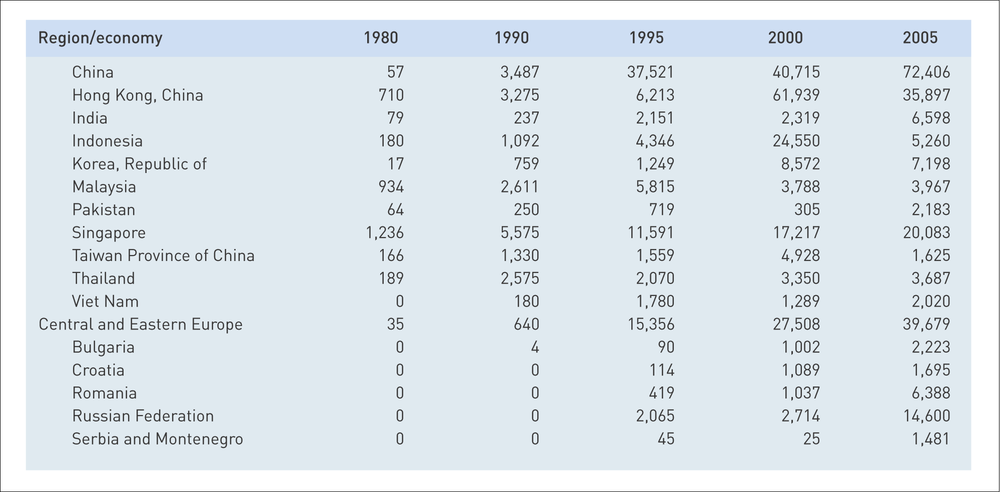 Region/economy 1980 1990 1995 2000 2005
China 57 3,487 37,521 40,715 72,406
Hong Kong, China 710 3,275 6,213 61,939 35,897
India 79 237 2,151 2,319 6,598
Indonesia 180 1,092 4,346 24,550 5,260
Korea, Republic of 17 759 1,249 8,572 7,198
Malaysia 934 2,611 5,815 3,788 3,967
Pakistan 64 250 719 305 2,183
Singapore 1,236 5,575 11,591 17,217 20,083
Taiwan Province of China 166 1,330 1,559 4,928 1,625
Thailand 189 2,575 2,070 3,350 3,687
Viet Nam 0 180 1,780 1,289 2,020
Central and Eastern Europe 35 640 15,356 27,508 39,679
Bulgaria 0 4 90 1,002 2,223
Croatia 0 0 114 1,089 1,695
Romania 0 0 419 1,037 6,388
Russian Federation 0 0 2,065 2,714 14,600
Serbia and Montenegro 0 0 45 25 1,481